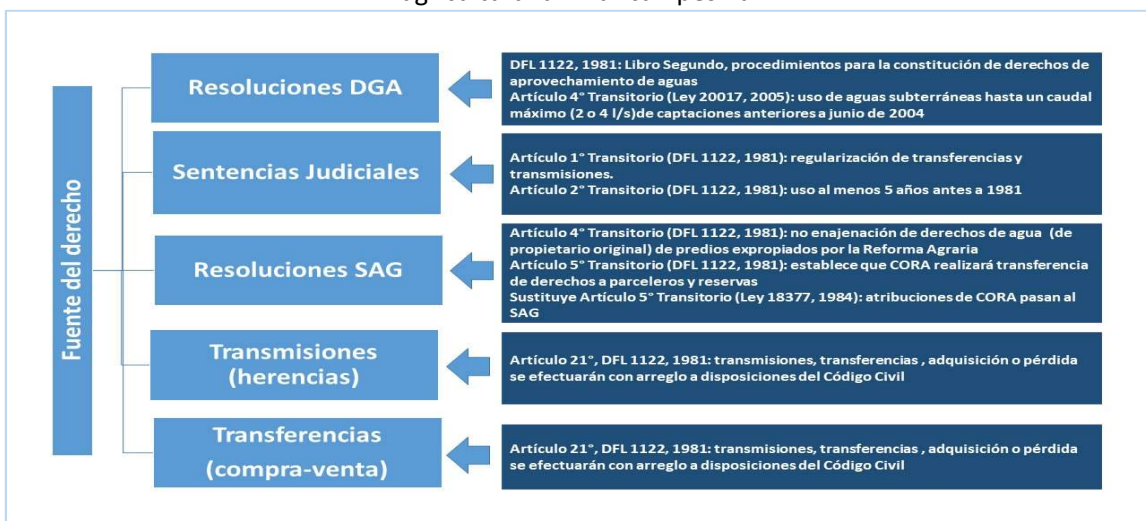 Fuente del derecho
Resoluciones DGA
DFL 1122, 1981: Libro Segundo, procedimientos para la constitución de derechos de
aprovechamiento de aguas
Artículo 4° Transitorio (Ley 20017, 2005): uso de aguas subterráneas hasta un caudal
máximo (2 o 4 l/s)de captaciones anteriores a junio de 2004
Sentencias Judiciales
Artículo 1° Transitorio (DFL 1122, 1981): regularización de transferencias y
transmisiones.
Artículo 2° Transitorio (DFL 1122, 1981): uso al menos 5 años antes a 1981
Resoluciones SAG
Artículo 4° Transitorio (DFL 1122, 1981): no enajenación de derechos de agua (de
propietario original) de predios expropiados por la Reforma Agraria
Artículo 5° Transitorio (DFL 1122, 1981): establece que CORA realizará transferencia
de derechos a parceleros y reservas
Sustituye Artículo 5° Transitorio (Ley 18377, 1984): atribuciones de CORA pasan al
SAG
Transmisiones
(herencias)
Artículo 21°, DFL 1122, 1981: transmisiones, transferencias , adquisición o pérdida
se efectuarán con arreglo a disposiciones del Código Civil
Transferencias
(compra-venta)
Artículo 21°, DFL 1122, 1981: transmisiones, transferencias , adquisición o pérdida
se efectuarán con arreglo a disposiciones del Código Civil